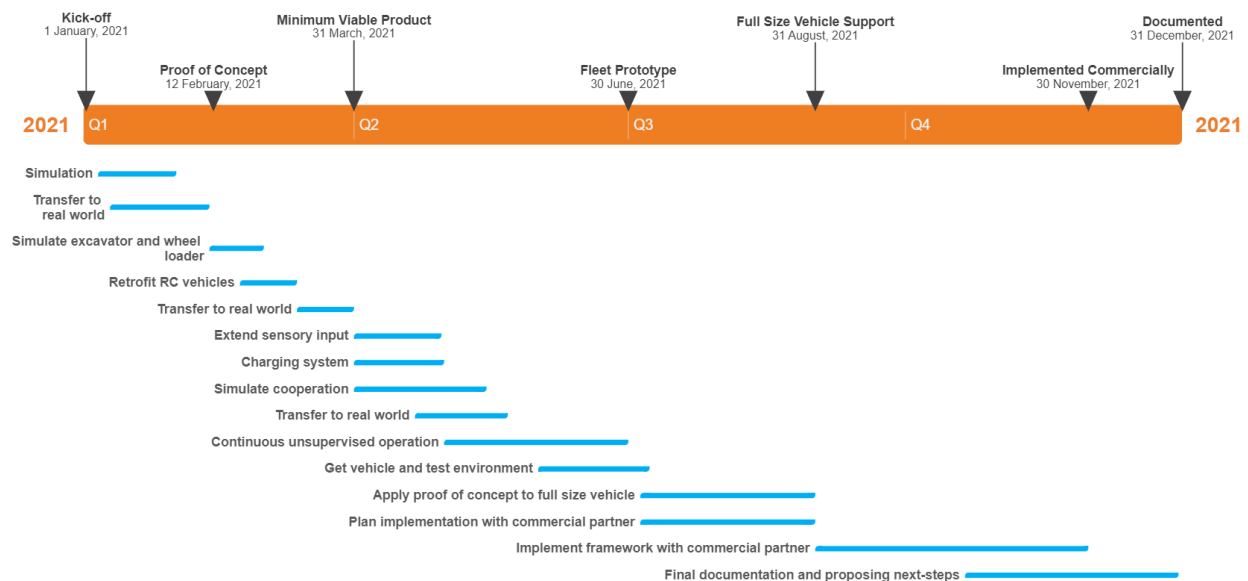 Kick-off
1 January, 2021
Minimum Viable Product
31 March, 2021
Full Size Vehicle Support
31 August, 2021
Documented
31 December, 2021
Proof of Concept
12 February, 2021
Fleet Prototype
30 June, 2021
Implemented Commercially
30 November, 2021
2021
Q1
Q2
Q3
Q4
2021
Simulation
Transfer to
real world
Simulate excavator and wheel
loader
Retrofit RC vehicles
Transfer to real world
Extend sensory input
Charging system
Simulate cooperation
Transfer to real world
Continuous unsupervised operation
Get vehicle and test environment
Apply proof of concept to full size vehicle
Plan implementation with commercial partner
Implement framework with commercial partner
Final documentation and proposing next-steps